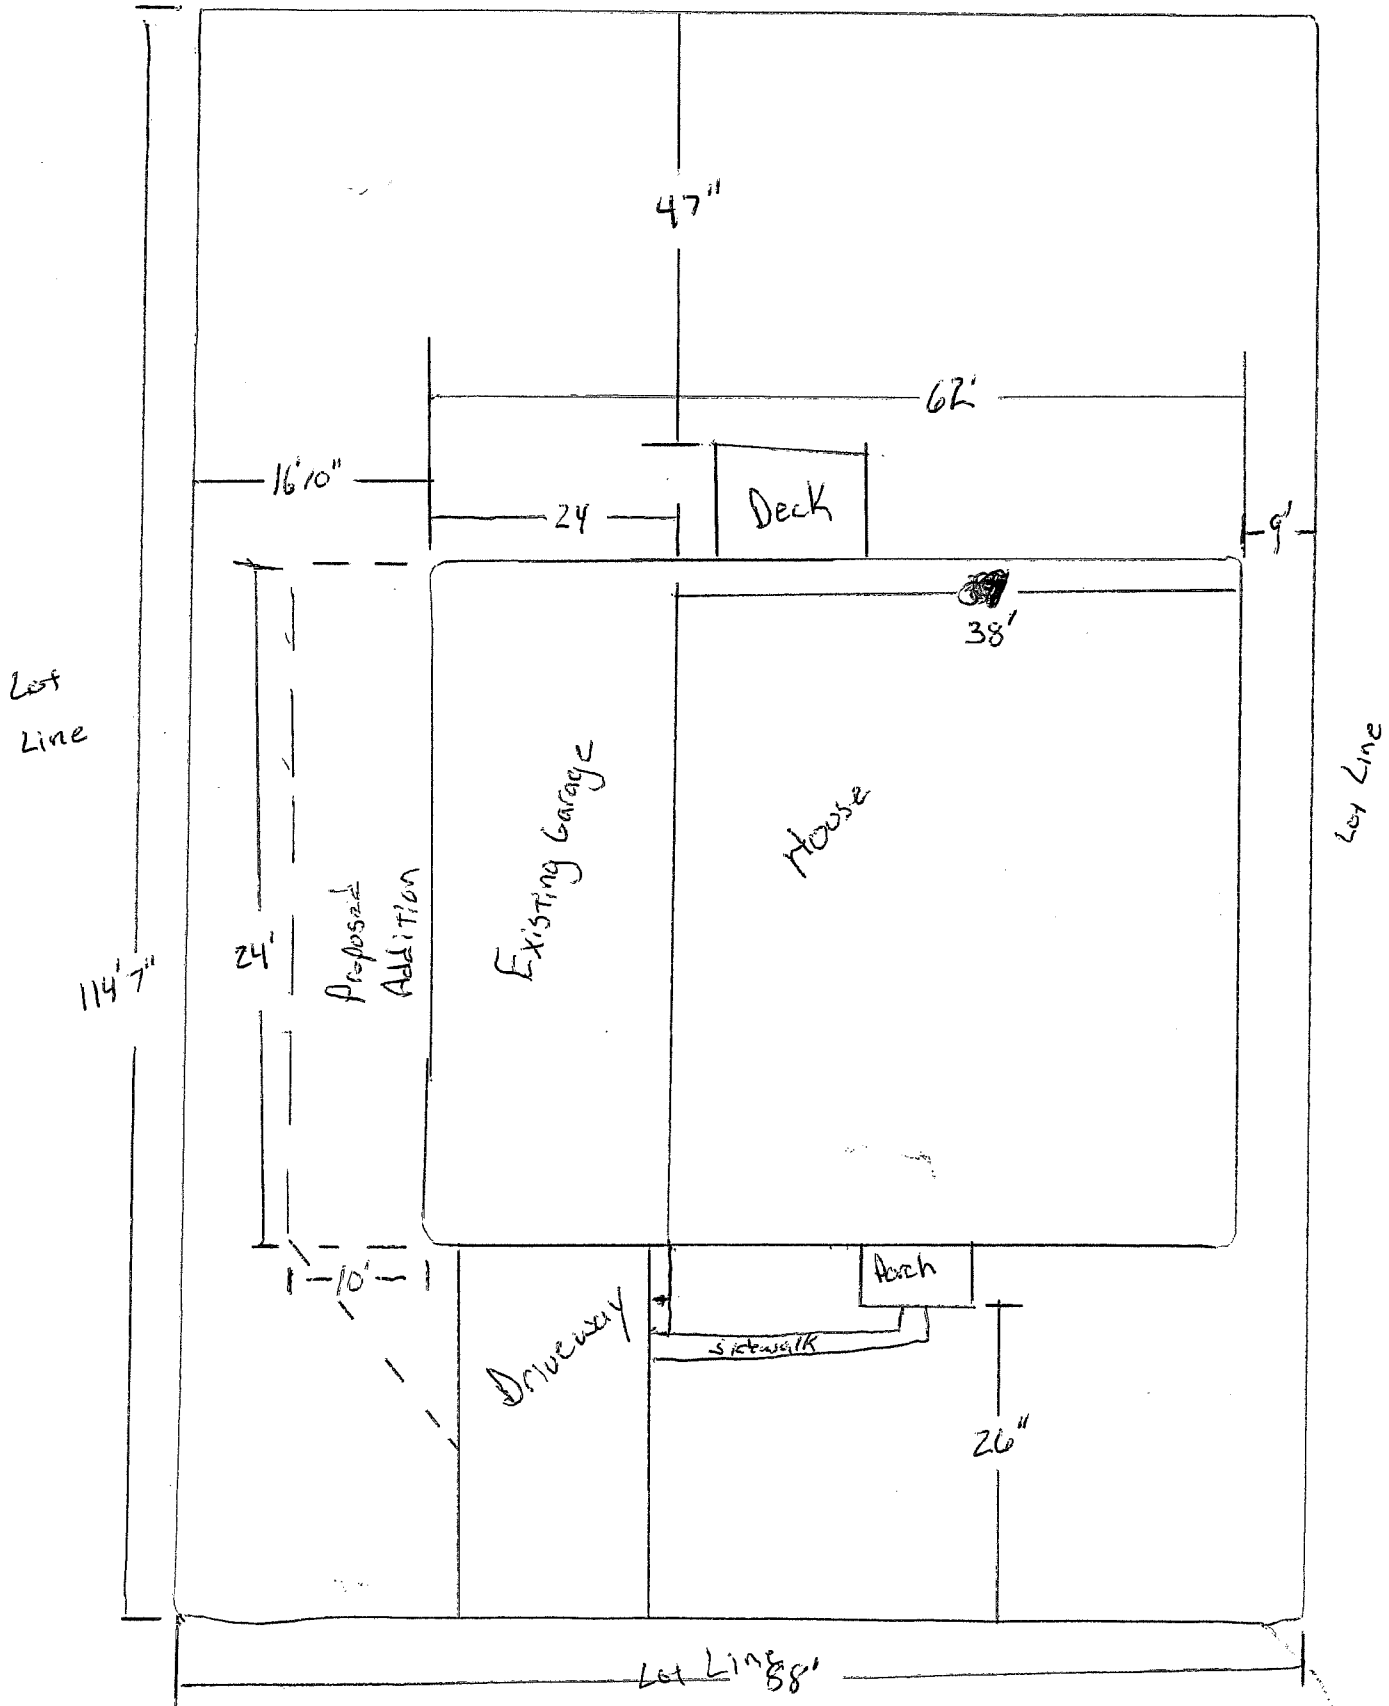 47"
62'
16'10"
24
Deck
9'
38'
Lot
Line
Existing Garage
House
Lot Line
Proposed
Addition
24'
114'7"
10'
Porch
Driveway
sidewalk
26"
Lot Line
88'